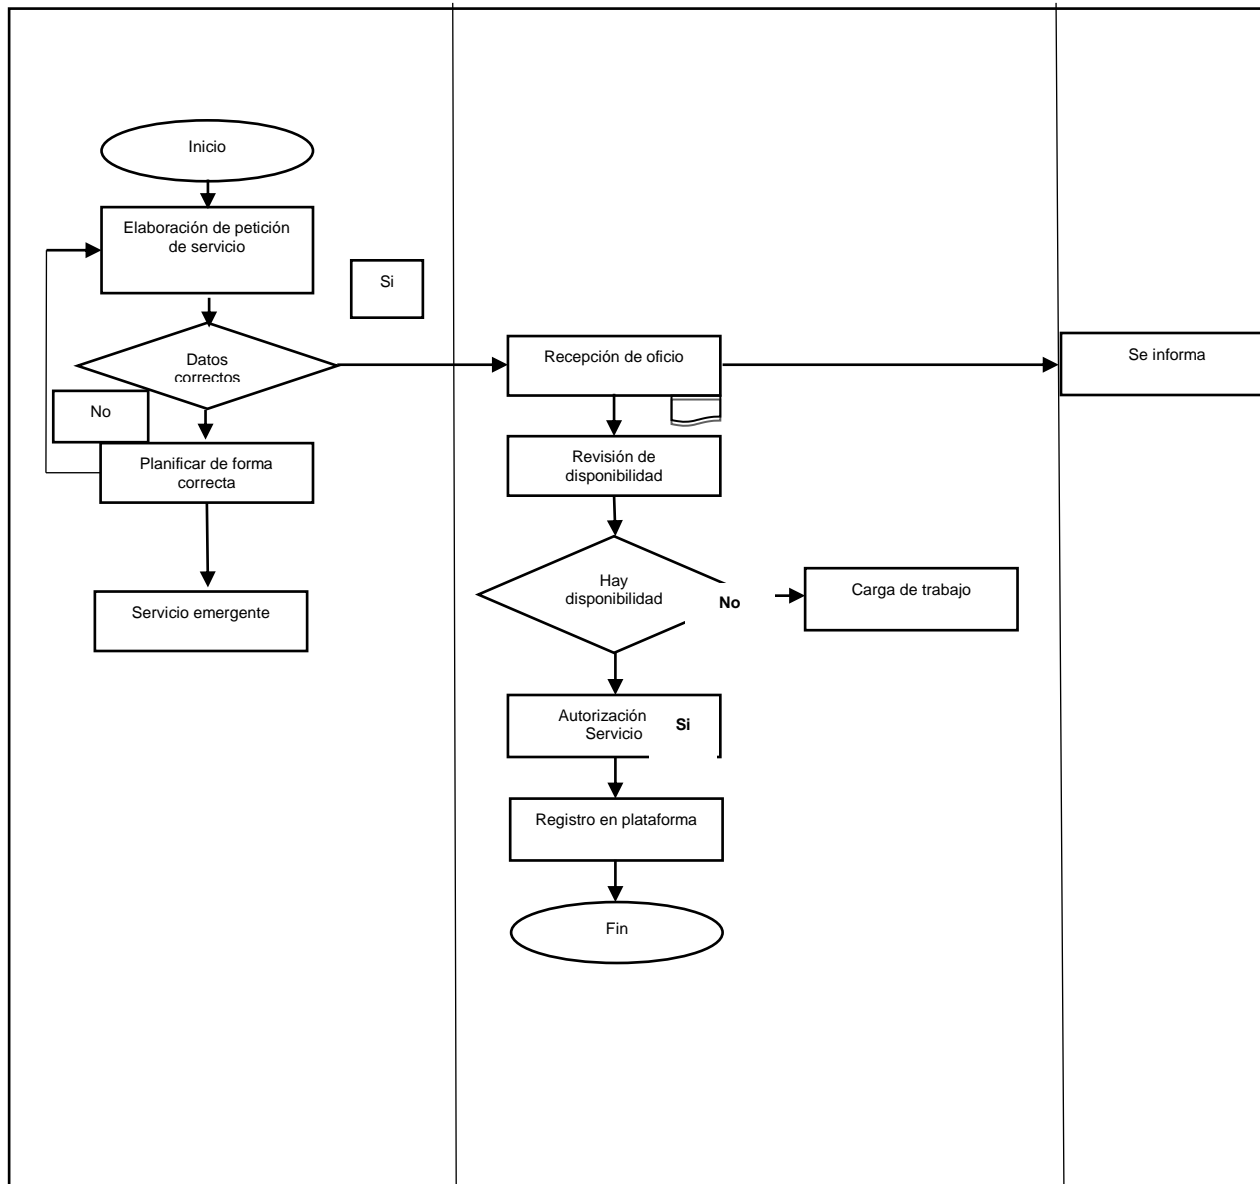 Inicio
Elaboración de petición
de servicio
Si
Datos
correctos
No
Planificar de forma
correcta
Servicio emergente
Recepción de oficio
Revisión de
disponibilidad
Hay
disponibilidad
No
Carga de trabajo
Autorización
Servicio
Si
Registro en plataforma
Fin
Se informa